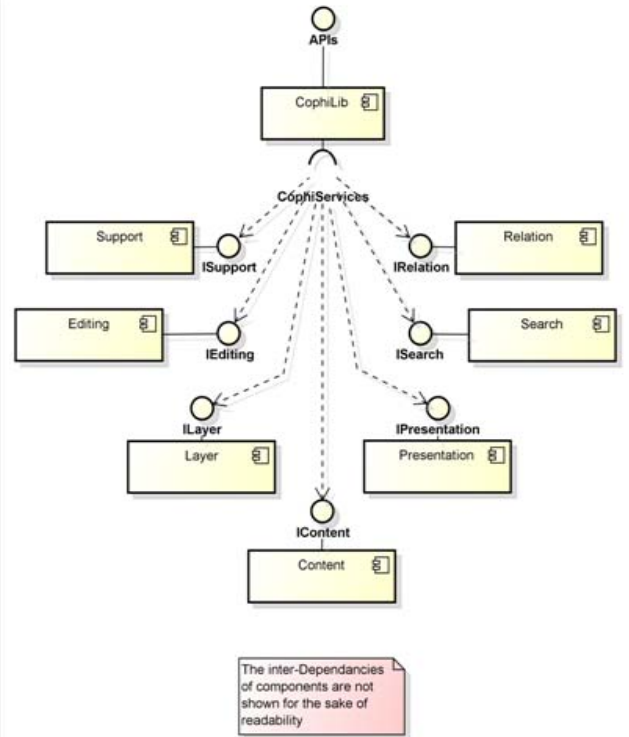 APIs
CophiLib
CophiServices
Support
ISupport
IRelation
Relation
Editing
IEditing
ISearch
Search
ILayer
IPresentation
Layer
Presentation
IContent
Content
The inter-Dependancies
of components are not
shown for the sake of
readability